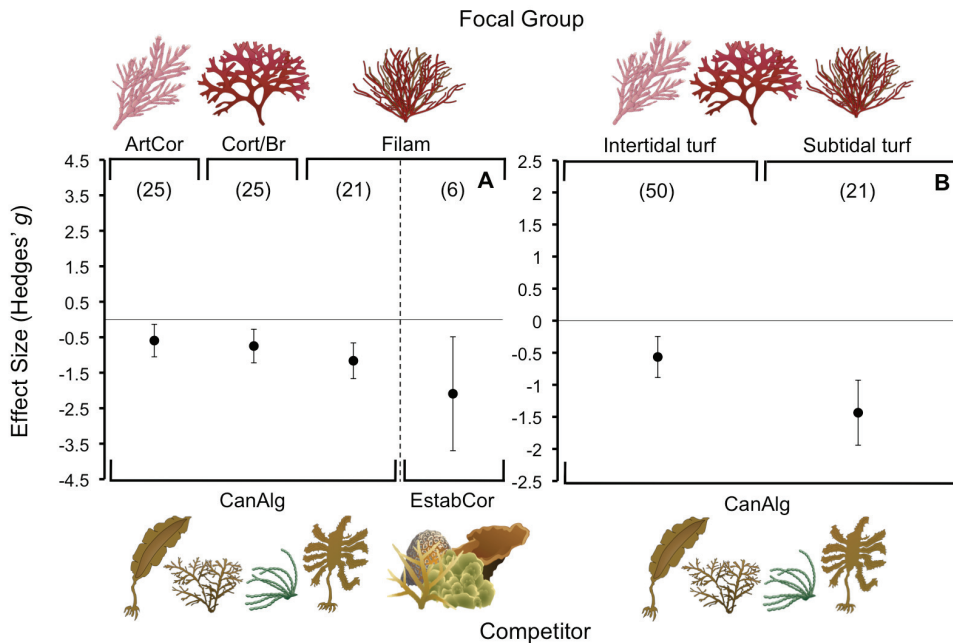 Focal Group
ArtCor Cort/Br Filam
Intertidal turf Subtidal turf
A
(25) (25) (21) (6)
B
(50) (21)
Effect Size (Hedges' g)
4.5
3.5
2.5
1.5
0.5
-0.5
-1.5
-2.5
-3.5
-4.5
2.5
2
1.5
1
0.5
0
-0.5
-1
-1.5
-2
-2.5
CanAlg EstabCor
CanAlg
Competitor